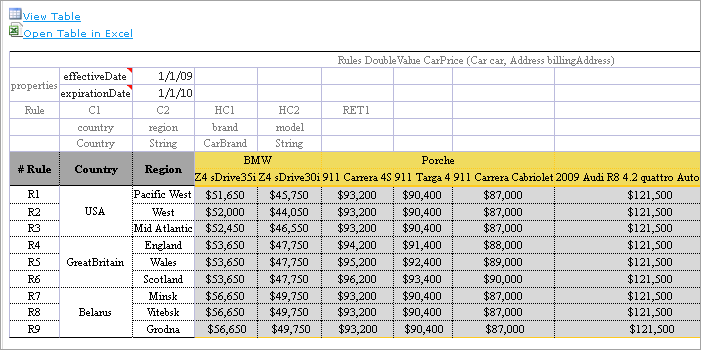 View Table
Open Table in Excel
Rules DoubleValue CarPrice (Car car, Address billingAddress)
properties effectiveDate 1/1/09
expirationDate 1/1/10
Rule C1 C2 HC1 HC2 RET1
country region brand model
Country String CarBrand String
# Rule Country Region BMW Porche
Z4 sDrive35i Z4 sDrive30i 911 Carrera 4S 911 Targa 4 911 Carrera Cabriolet 2009 Audi R8 4.2 quattro Auto
R1 Pacific West $51,650 $45,750 $93,200 $90,400 $87,000 $121,500
R2 USA West $52,000 $44,050 $93,200 $90,400 $87,000 $121,500
R3 Mid Atlantic $52,450 $46,550 $93,200 $90,400 $87,000 $121,500
R4 England $53,650 $47,750 $94,200 $91,400 $88,000 $121,500
R5 GreatBritain Wales $53,650 $47,750 $95,200 $92,400 $89,000 $121,500
R6 Scotland $53,650 $47,750 $96,200 $93,400 $90,000 $121,500
R7 Minsk $56,650 $49,750 $93,200 $90,400 $87,000 $121,500
R8 Belarus Vitebsk $56,650 $49,750 $93,200 $90,400 $87,000 $121,500
R9 Grodna $56,650 $49,750 $93,200 $90,400 $87,000 $121,500